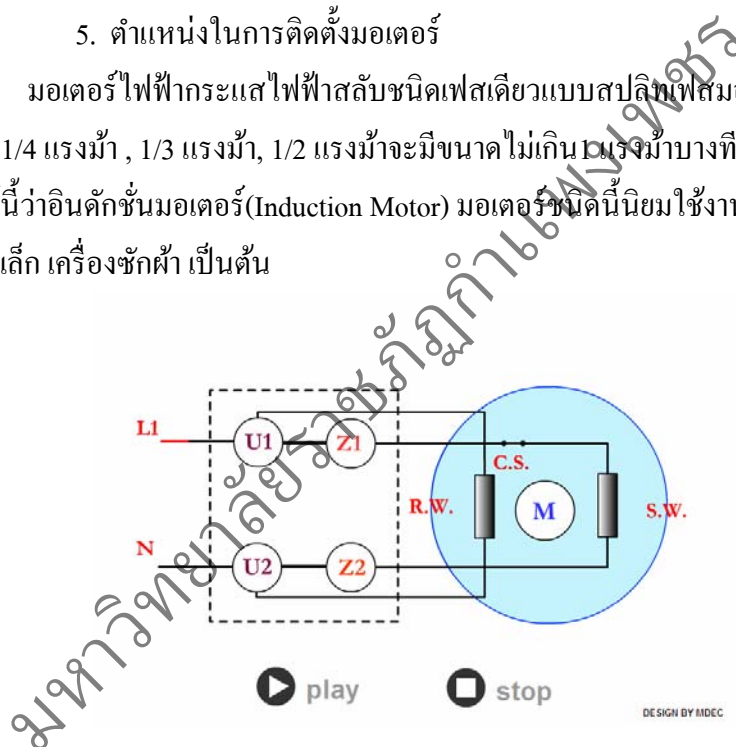 5. ตำแหน่งในการติดตั้งมอเตอร์
มอเตอร์ไฟฟ้ากระแสไฟฟ้าสลับชนิดเฟสเดียวแบบสปลิทเฟสมอ
1/4 แรงม้า , 1/3 แรงม้า, 1/2 แรงม้าจะมีขนาดไม่เกิน1 แรงม้าบางที
นี้ว่าอินดักชั่นมอเตอร์(Induction Motor) มอเตอร์ชนิดนี้นิยมใช้งา
เล็ก เครื่องซักผ้า เป็นต้น
L1 U1 Z1
C.S.
R.W. M S.W.
N U2 Z2
play stop
DESIGN BY MDEC
มหาวิทยาลัยราชภัฏกำแพงเพชร